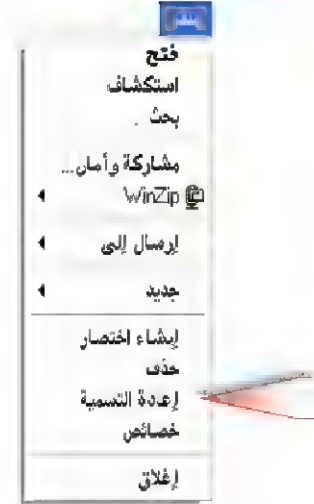 فتح
استكشاف
بحث .
مشاركة وأمان...
WinZip
إرسال إلى
جديد
إنشاء اختصار
حذف
إعادة التسمية
خصائص
إغلاق